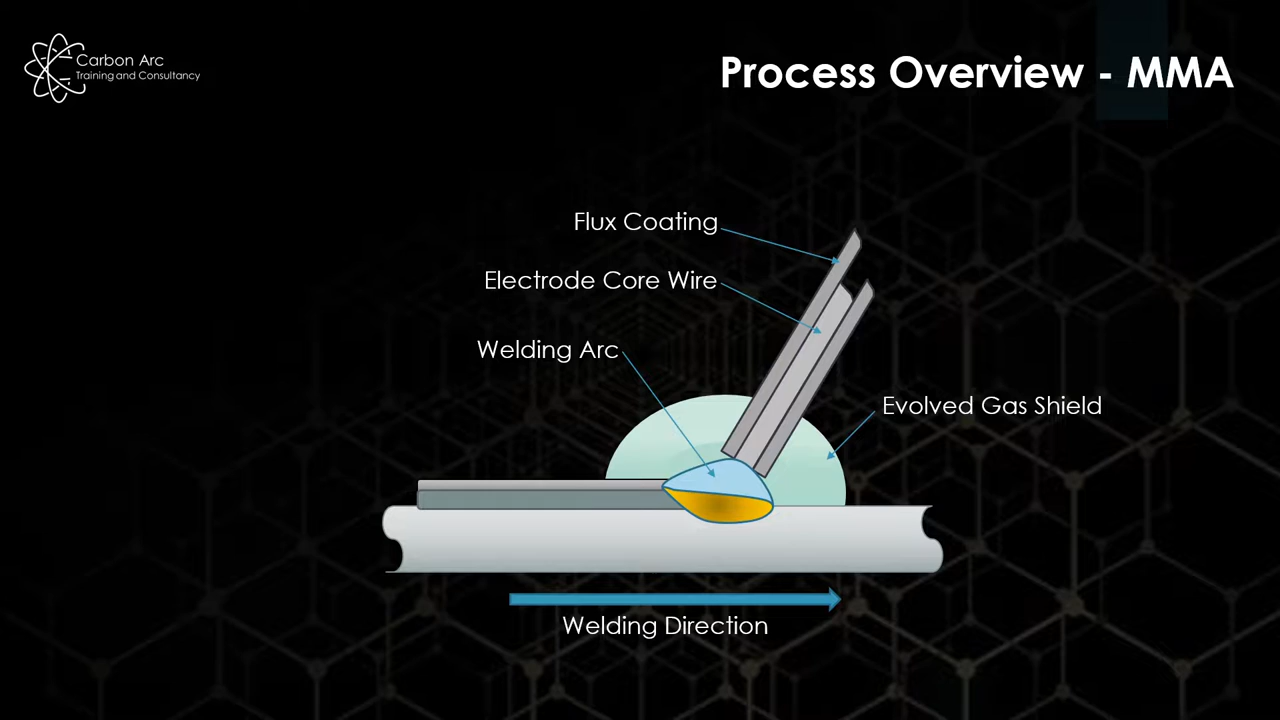 Carbon Arc
Training and Consultancy
Process Overview - MMA
Flux Coating
Electrode Core Wire
Welding Arc
Evolved Gas Shield
Welding Direction